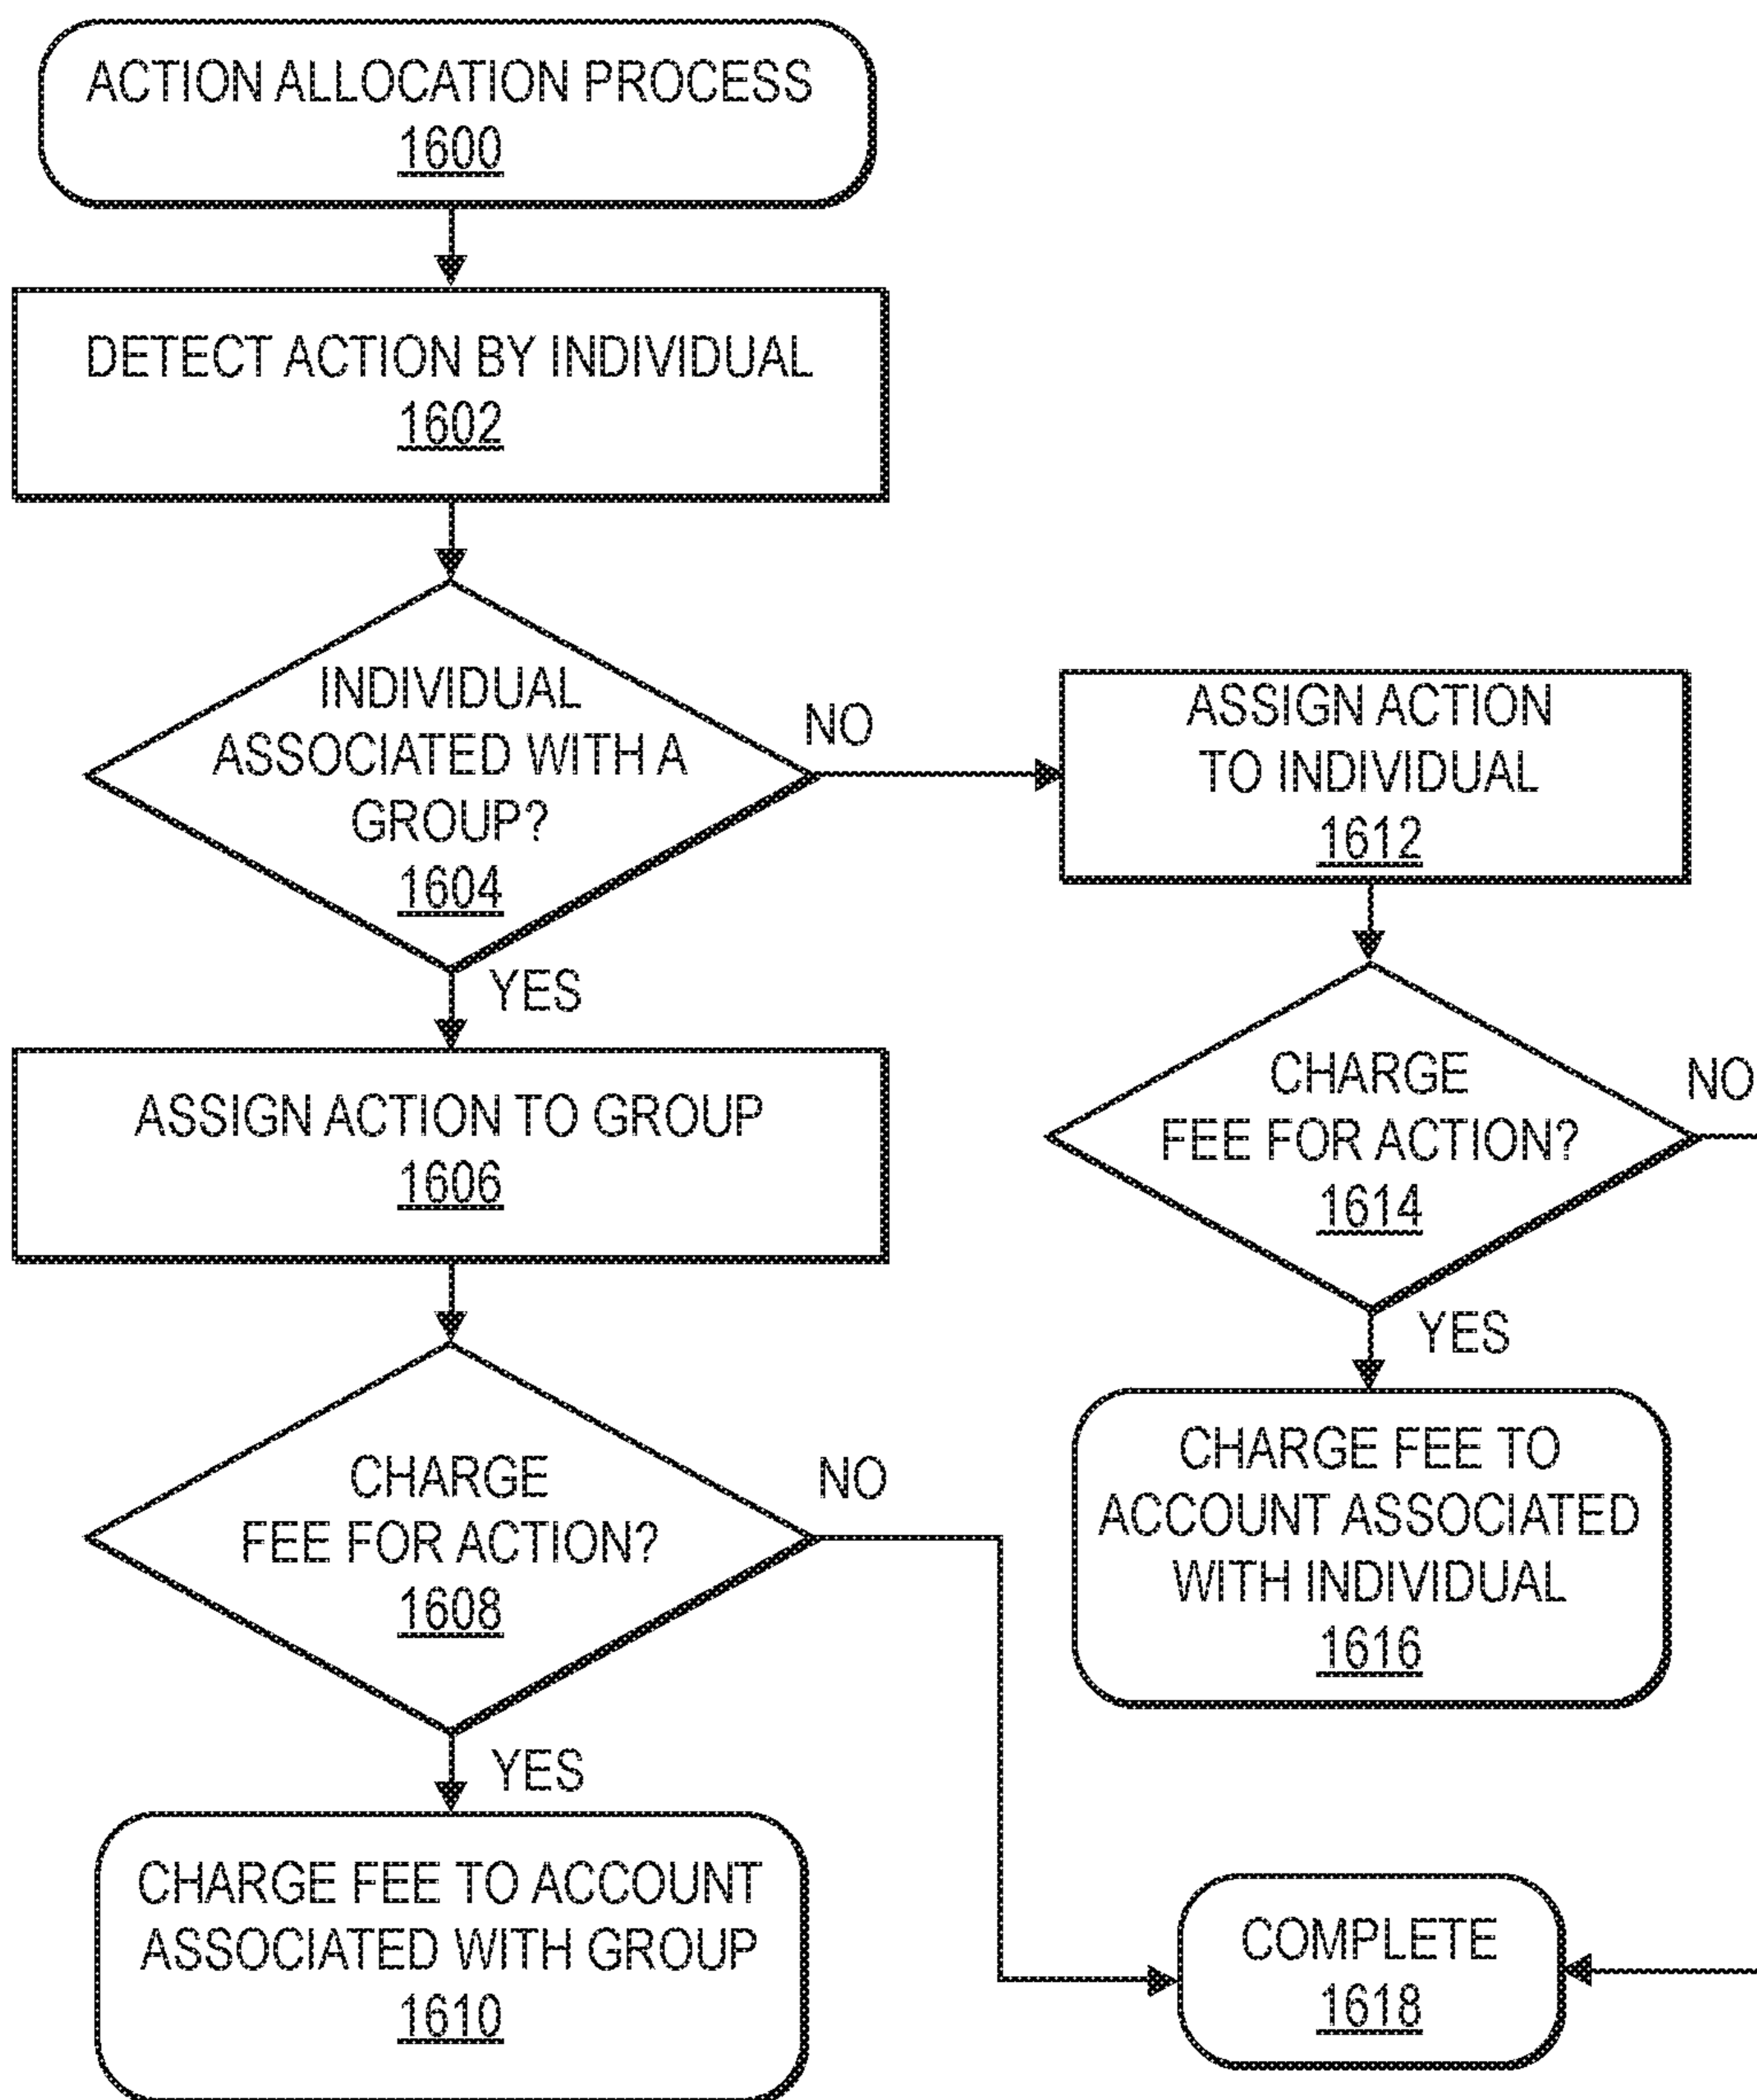 ACTION ALLOCATION PROCESS
1600
DETECT ACTION BY INDIVIDUAL
1602
INDIVIDUAL
ASSOCIATED WITH A
GROUP?
1604
NO
YES
ASSIGN ACTION
TO INDIVIDUAL
1612
ASSIGN ACTION TO GROUP
1606
CHARGE
FEE FOR ACTION?
1614
NO
YES
CHARGE FEE TO
ACCOUNT ASSOCIATED
WITH INDIVIDUAL
1616
CHARGE
FEE FOR ACTION?
1608
NO
YES
CHARGE FEE TO ACCOUNT
ASSOCIATED WITH GROUP
1610
COMPLETE
1618